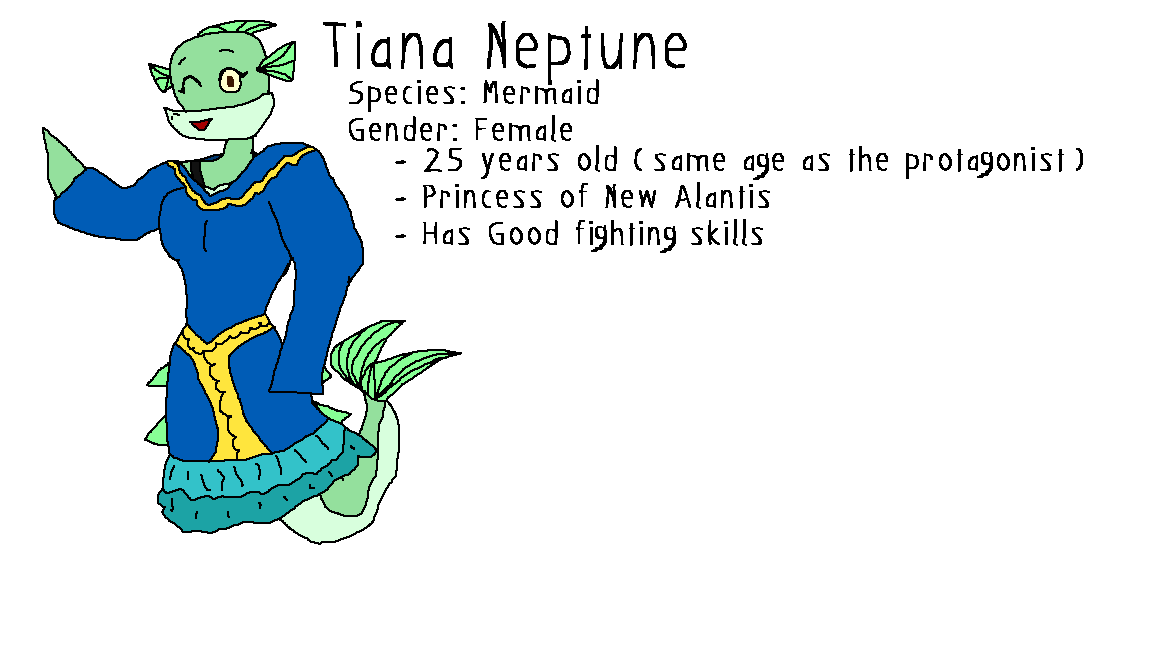 Tiana Neptune
Species: Mermaid
Gender: Female
- 25 years old (same age as the protagonist)
- Princess of New Alantis
- Has Good fighting skills